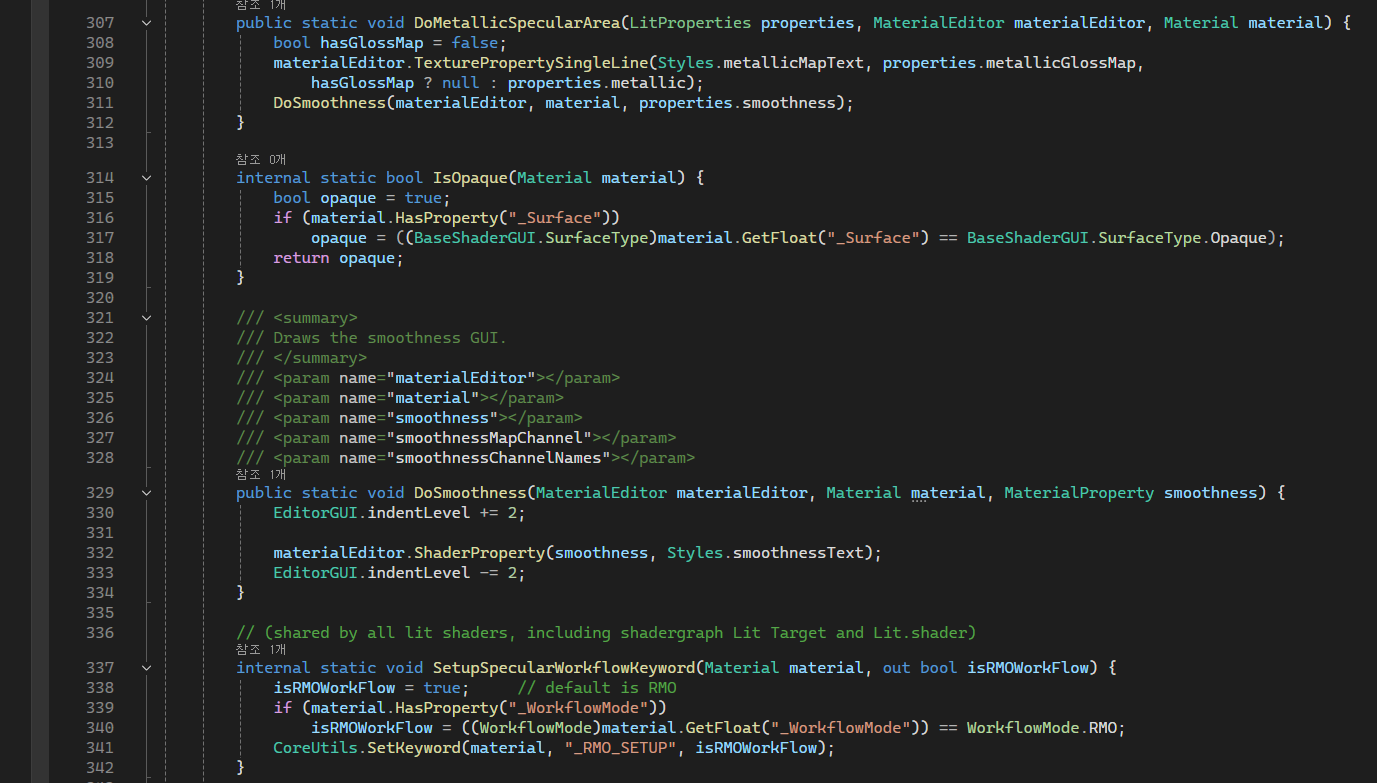 참조 1개
307 public static void DoMetallicSpecularArea(LitProperties properties, MaterialEditor materialEditor, Material material) {
308 bool hasGlossMap = false;
309 materialEditor.TexturePropertySingleLine(Styles.metallicMapText, properties.metallicGlossMap,
310 hasGlossMap ? null : properties.metallic);
311 DoSmoothness(materialEditor, material, properties.smoothness);
312 }
313
참조 0개
314 internal static bool IsOpaque(Material material) {
315 bool opaque = true;
316 if (material.HasProperty("_Surface"))
317 opaque = ((BaseShaderGUI.SurfaceType)material.GetFloat("_Surface") == BaseShaderGUI.SurfaceType.Opaque);
318 return opaque;
319 }
320
321 /// <summary>
322 /// Draws the smoothness GUI.
323 /// </summary>
324 /// <param name="materialEditor"></param>
325 /// <param name="material"></param>
326 /// <param name="smoothness"></param>
327 /// <param name="smoothnessMapChannel"></param>
328 /// <param name="smoothnessChannelNames"></param>
참조 1개
329 public static void DoSmoothness(MaterialEditor materialEditor, Material material, MaterialProperty smoothness) {
330 EditorGUI.indentLevel += 2;
331
332 materialEditor.ShaderProperty(smoothness, Styles.smoothnessText);
333 EditorGUI.indentLevel -= 2;
334 }
335
336 // (shared by all lit shaders, including shadergraph Lit Target and Lit.shader)
참조 1개
337 internal static void SetupSpecularWorkflowKeyword(Material material, out bool isRMOWorkFlow) {
338 isRMOWorkFlow = true; // default is RMO
339 if (material.HasProperty("_WorkflowMode"))
340 isRMOWorkFlow = ((WorkflowMode)material.GetFloat("_WorkflowMode")) == WorkflowMode.RMO;
341 CoreUtils.SetKeyword(material, "_RMO_SETUP", isRMOWorkFlow);
342 }